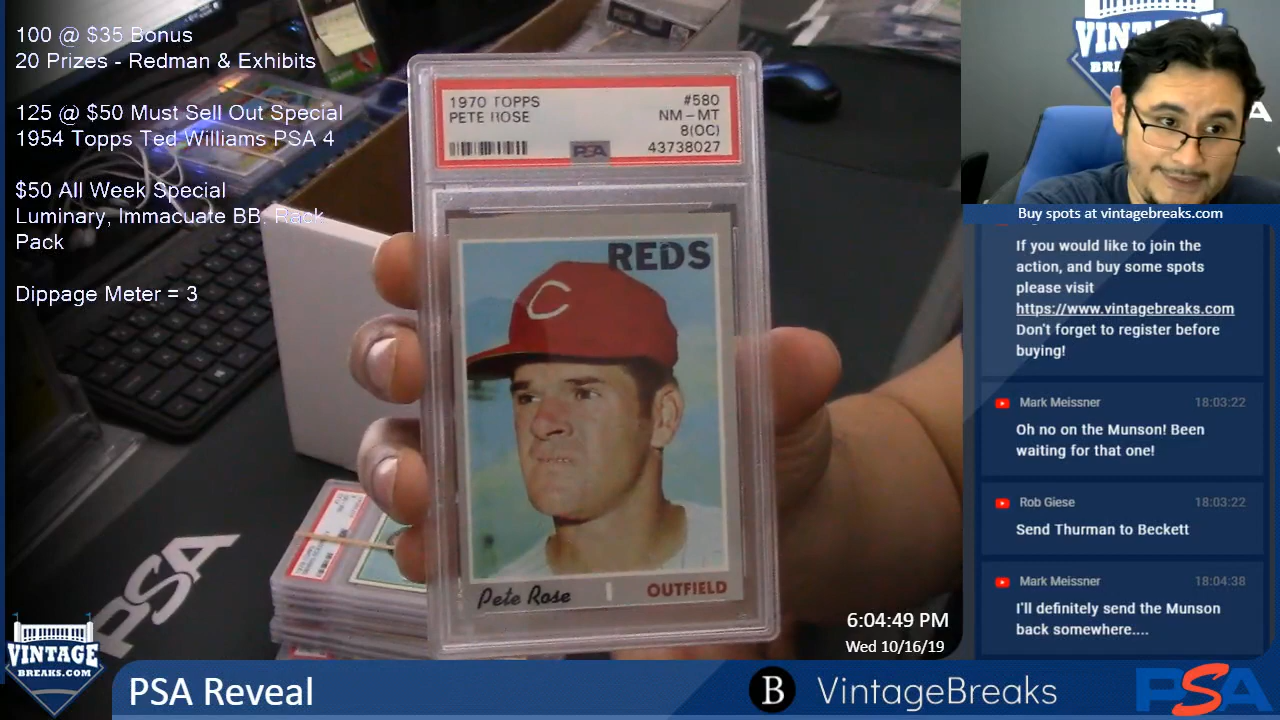 100 @ $35 Bonus
20 Prizes - Redman & Exhibits
125 @ $50 Must Sell Out Special
1954 Topps Ted Williams PSA 4
$50 All Week Special
Luminary, Immacuate BB, Rack
Pack
Dippage Meter = 3
1970 TOPPS #580
PETE ROSE NM-MT
8(OC)
PSA 43738027
REDS
C
Pete Rose OUTFIELD
PSA
VINTAGE
BRE
A
Buy spots at vintagebreaks.com
If you would like to join the
action, and buy some spots
please visit
https://www.vintagebreaks.com
Don't forget to register before
buying!
Mark Meissner 18:03:22
Oh no on the Munson! Been
waiting for that one!
Rob Giese 18:03:22
Send Thurman to Beckett
Mark Meissner 18:04:38
I'll definitely send the Munson
back somewhere....
6:04:49 PM
Wed 10/16/19
VINTAGE
BREAKS.COM
PSA Reveal
B VintageBreaks
PSA